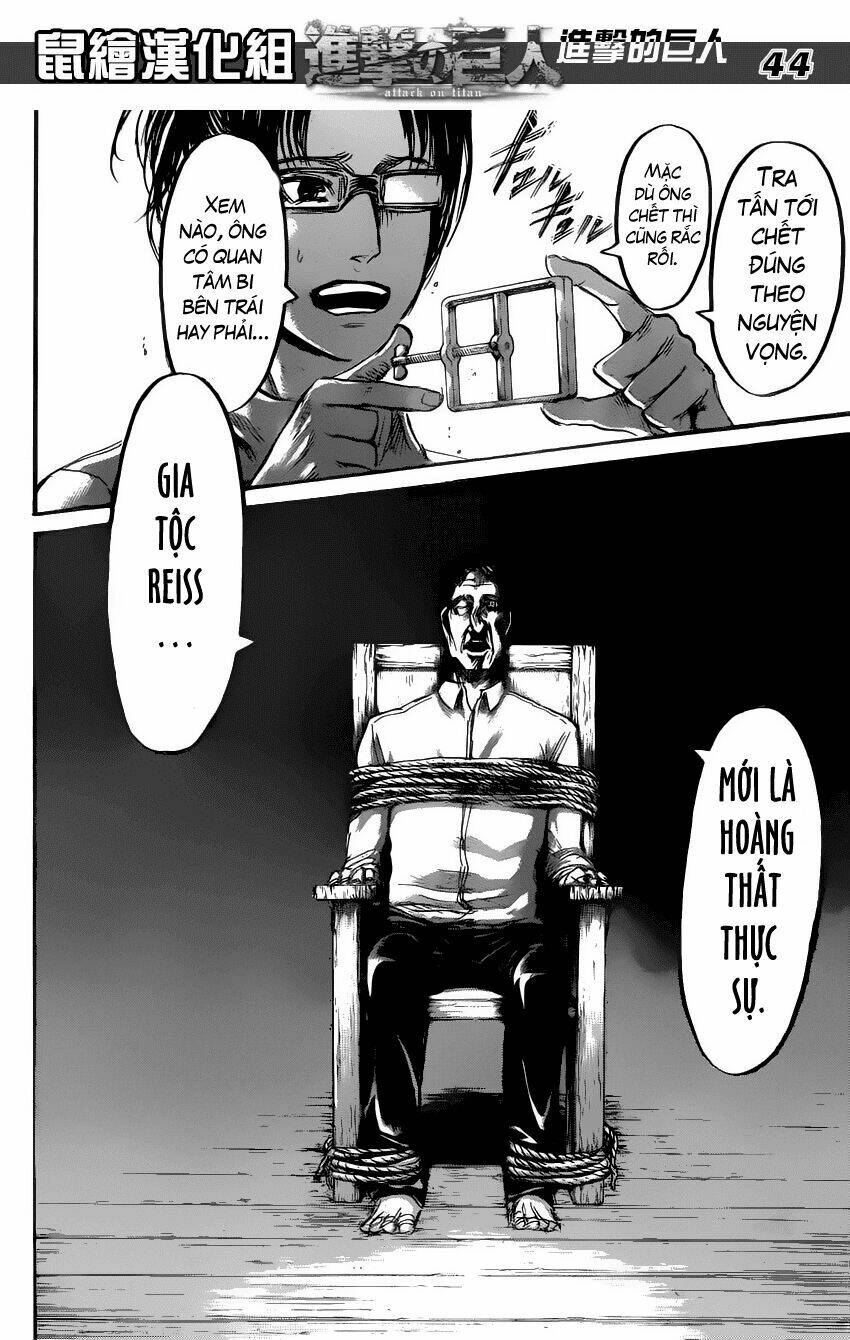 鼠繪漢化組
進撃の巨人
attack on titan
進擊的巨人
44
TRA
TẤN TỚI
CHẾT
ĐÚNG
THEO
NGUYỆN
VỌNG.
MẶC
DÙ ÔNG
CHẾT THÌ
CŨNG RẮC
RỐI.
XEM
NÀO, ÔNG
CÓ QUAN
TÂM BI
BÊN TRÁI
HAY PHẢI...
GIA
TỘC
REISS
...
MỚI LÀ
HOÀNG
THẤT
THỰC
SỰ.